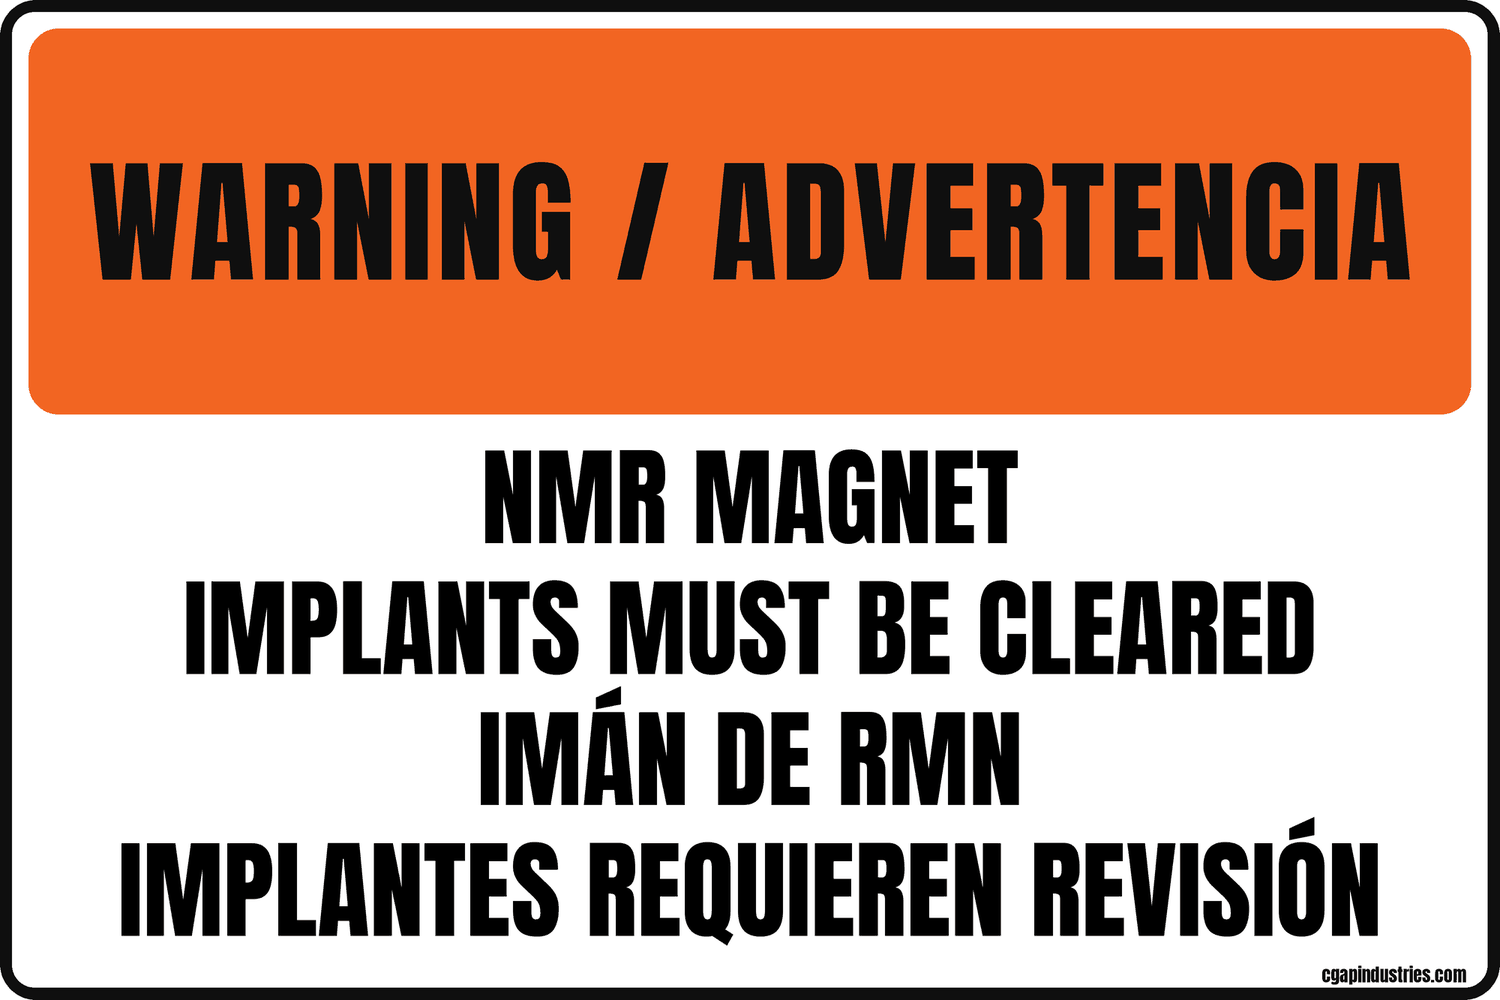 WARNING / ADVERTENCIA
NMR MAGNET
IMPLANTS MUST BE CLEARED
IMÁN DE RMN
IMPLANTES REQUIEREN REVISIÓN
cgapindustries.com